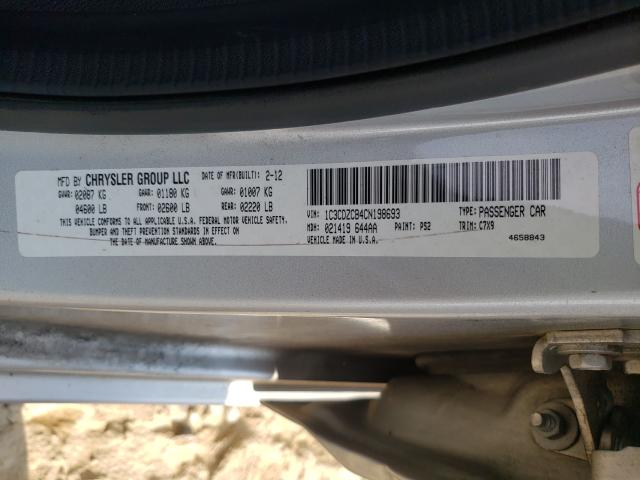 MFD BY CHRYSLER GROUP LLC DATE OF MFR(BUILT): 2-12
GVWR: 02087 KG GAWR: 01180 KG GAWR: 01007 KG
04600 LB FRONT: 02600 LB REAR: 02220 LB
THIS VEHICLE CONFORMS TO ALL APPLICABLE U.S.A. FEDERAL MOTOR VEHICLE SAFETY,
BUMPER AND THEFT PREVENTION STANDARDS IN EFFECT ON
THE DATE OF MANUFACTURE SHOWN ABOVE.
VIN: 1C3CDZCB4CN198693 TYPE: PASSENGER CAR
MDH: 021419 644AA PAINT: PS2 TRIM: C7X9
VEHICLE MADE IN U.S.A. 4658843